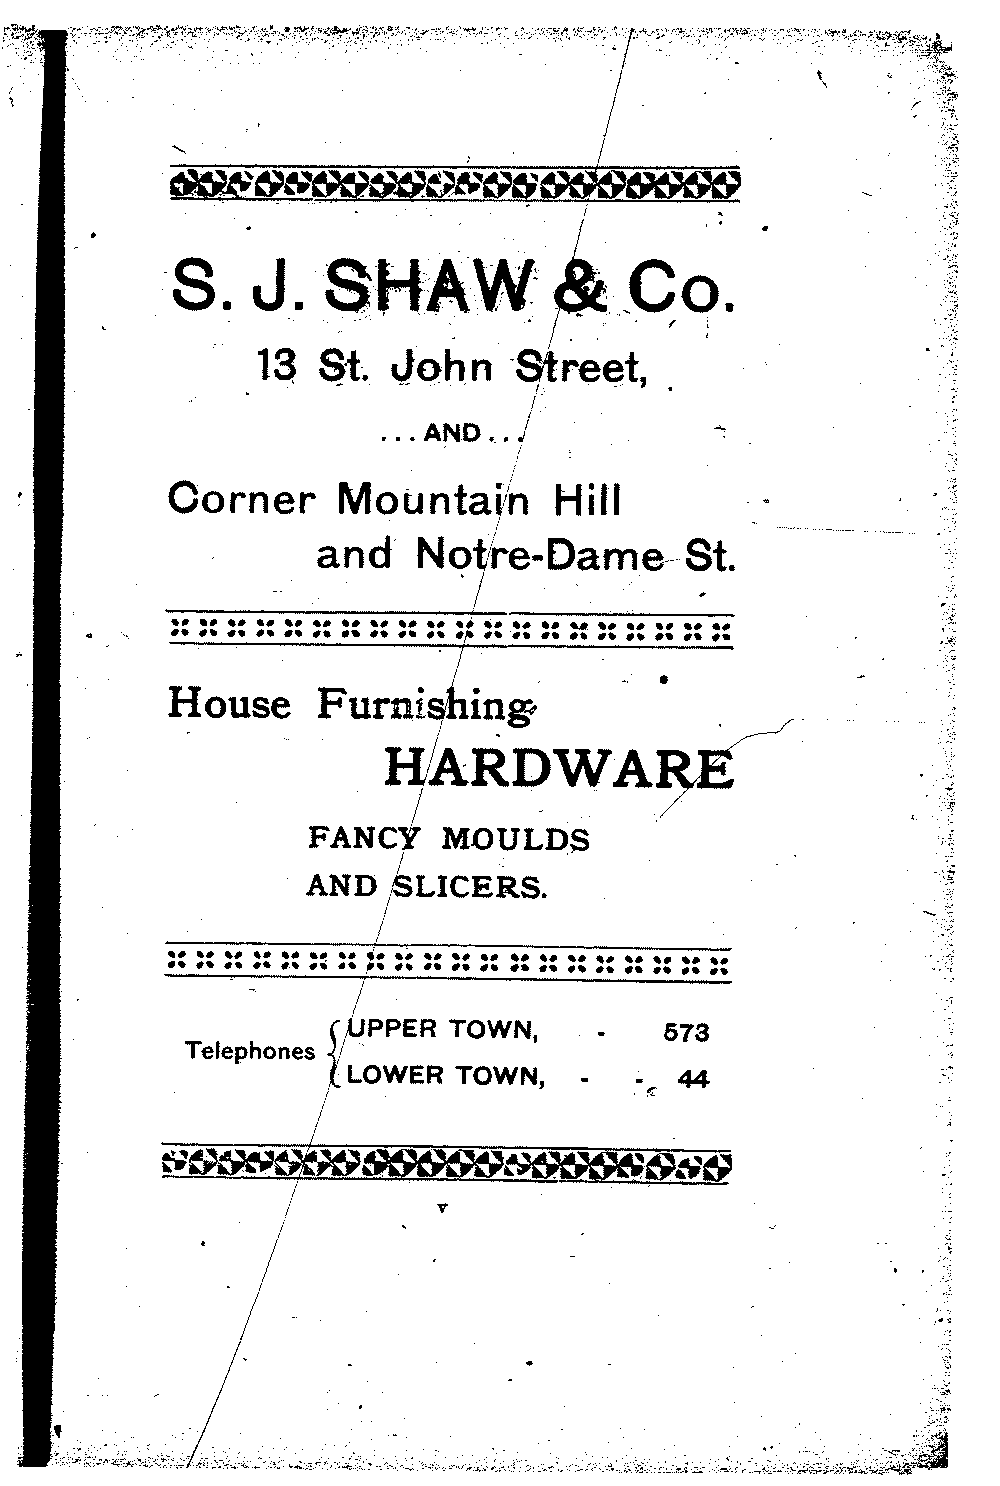 S. J. SHAW & Co.
13 St. John Street,
...AND...
Corner Mountain Hill
and Notre-Dame St.
House Furnishing
HARDWARE
FANCY MOULDS
AND SLICERS.
Telephones { UPPER TOWN, - 573
LOWER TOWN, - - 44